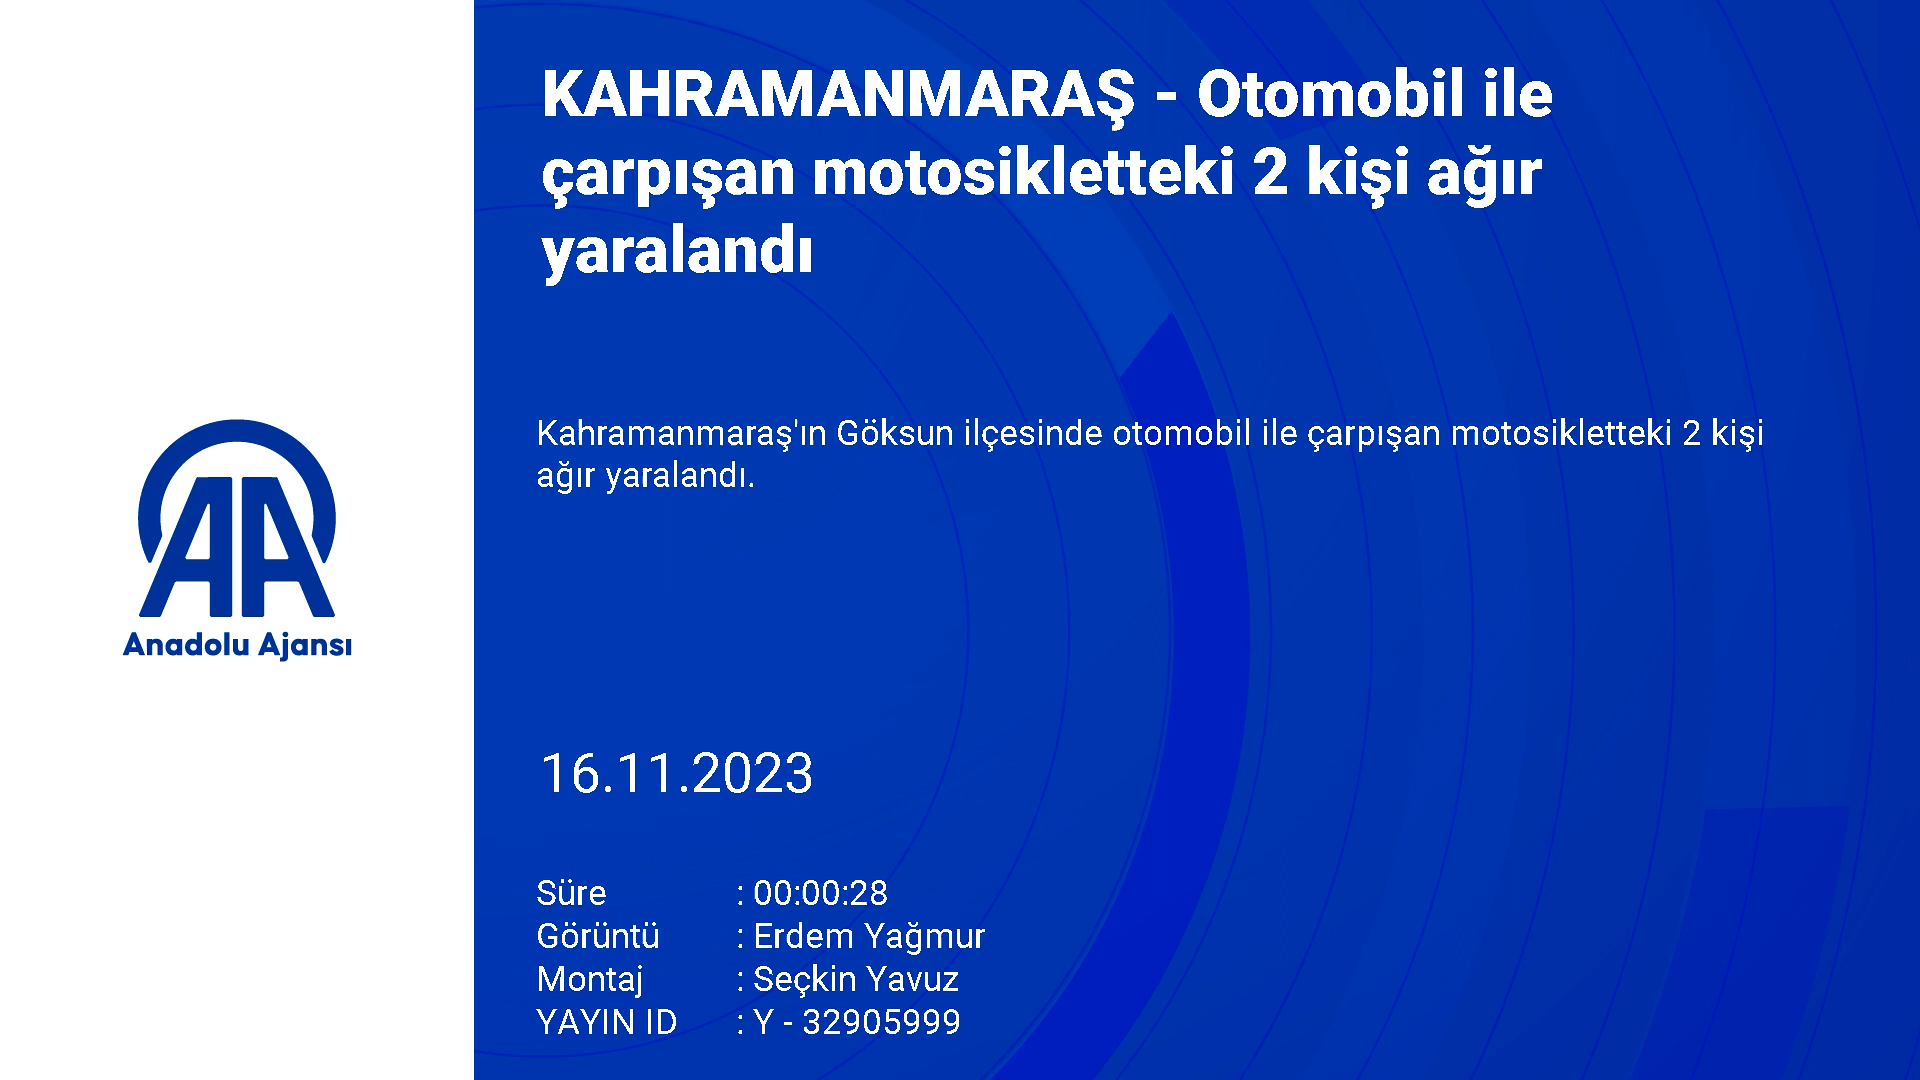 KAHRAMANMARAŞ - Otomobil ile
çarpışan motosikletteki 2 kişi ağır
yaralandı
Kahramanmaraş'ın Göksun ilçesinde otomobil ile çarpışan motosikletteki 2 kişi
ağır yaralandı.
AA
Anadolu Ajansı
16.11.2023
Süre : 00:00:28
Görüntü : Erdem Yağmur
Montaj : Seçkin Yavuz
YAYIN ID : Y - 32905999